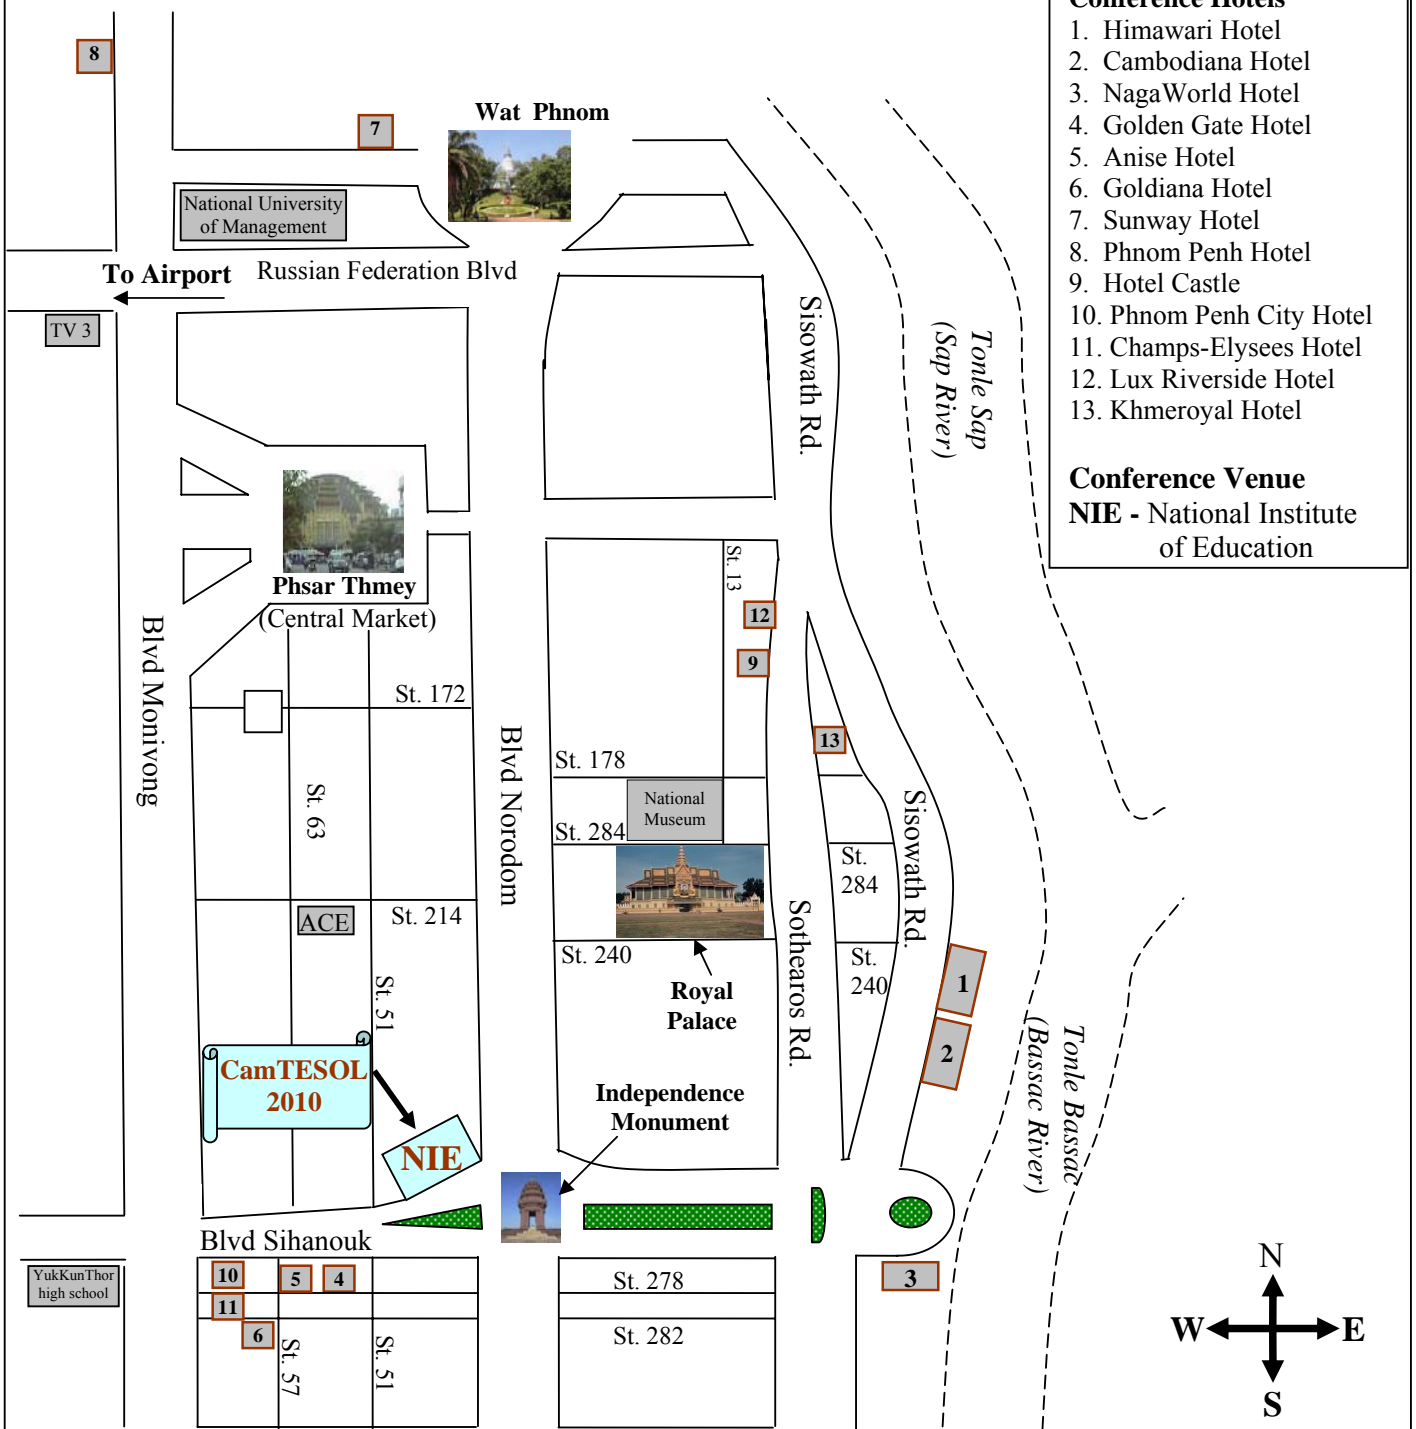 Conference Hotels
1. Himawari Hotel
2. Cambodiana Hotel
3. NagaWorld Hotel
4. Golden Gate Hotel
5. Anise Hotel
6. Goldiana Hotel
7. Sunway Hotel
8. Phnom Penh Hotel
9. Hotel Castle
10. Phnom Penh City Hotel
11. Champs-Elysees Hotel
12. Lux Riverside Hotel
13. Khmeroyal Hotel
Conference Venue
NIE - National Institute
of Education
8
7
Wat Phnom
National University
of Management
To Airport
Russian Federation Blvd
TV 3
Sisowath Rd.
Tonle Sap
(Sap River)
Phsar Thmey
(Central Market)
St. 13
12
9
Blvd Monivong
St. 172
13
St. 63
Blvd Norodom
St. 178
National
Museum
St. 284
St.
284
Sisowath Rd.
ACE
St. 214
Sothearos Rd.
St. 240
St.
240
St. 51
Royal
Palace
1
2
CamTESOL
2010
NIE
Independence
Monument
Tonle Bassac
(Bassac River)
Blvd Sihanouk
YukKunThor
high school
10
5
4
11
6
St. 57
St. 51
St. 278
St. 282
3
N
W
E
S